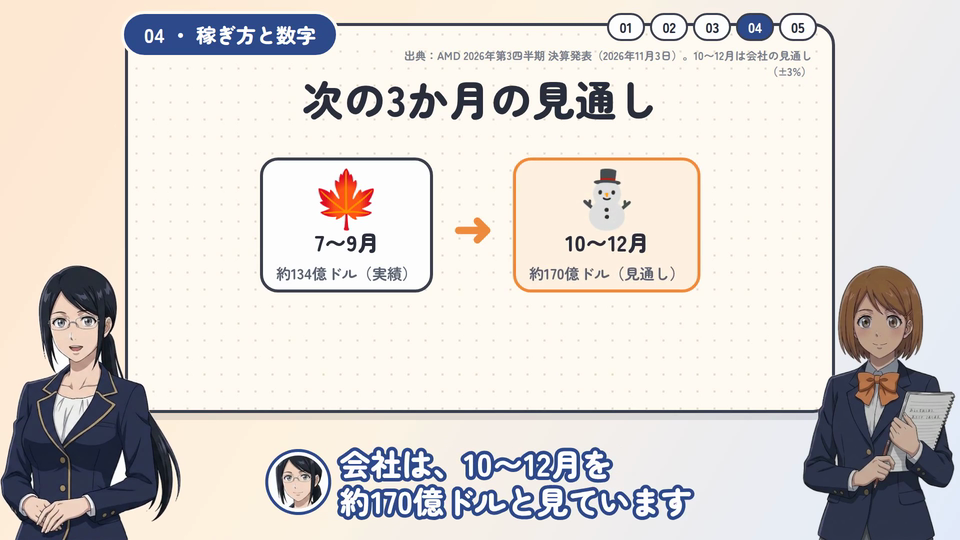 04 ・ 稼ぎ方と数字
01 02 03 04 05
出典:AMD 2026年第3四半期 決算発表（2026年11月3日）。10〜12月は会社の見通し
（±3%）
次の3か月の見通し
7〜9月
約134億ドル（実績）
10〜12月
約170億ドル（見通し）
会社は、10〜12月を
約170億ドルと見ています